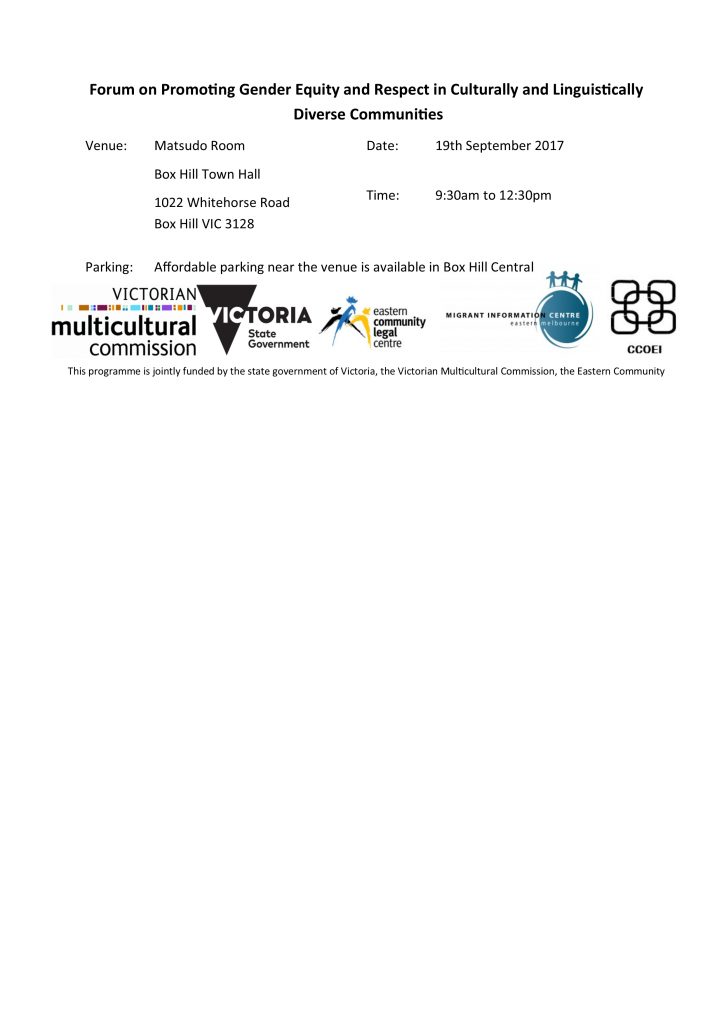 Forum on Promoting Gender Equity and Respect in Culturally and Linguistically
Diverse Communities
Venue: Matsudo Room
Date: 19th September 2017
Box Hill Town Hall
Time: 9:30am to 12:30pm
1022 Whitehorse Road
Box Hill VIC 3128
Parking: Affordable parking near the venue is available in Box Hill Central
VICTORIAN
multicultural
commission
VICTORIA
State
Government
eastern
community
legal
centre
MIGRANT INFORMATION CENTRE
eastern melbourne
CCOEI
This programme is jointly funded by the state government of Victoria, the Victorian Multicultural Commission, the Eastern Community